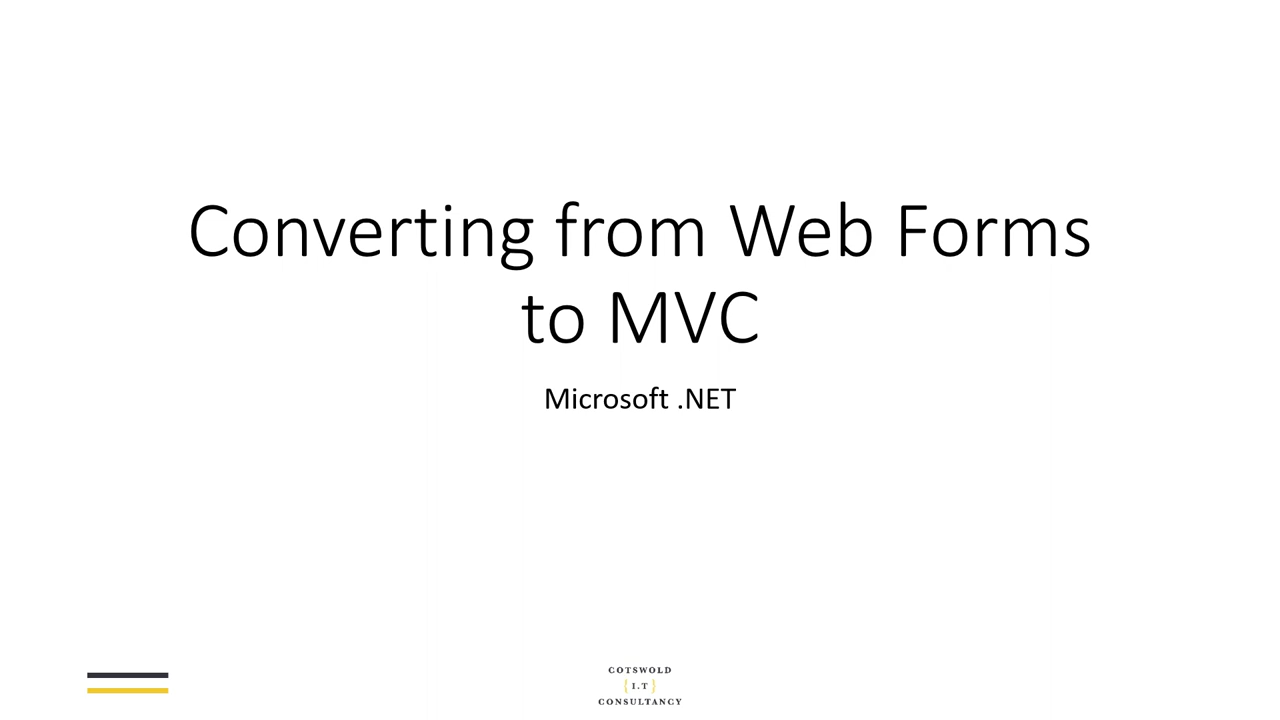 Converting from Web Forms
to MVC
Microsoft .NET
COTSWOLD
{I.T}
CONSULTANCY